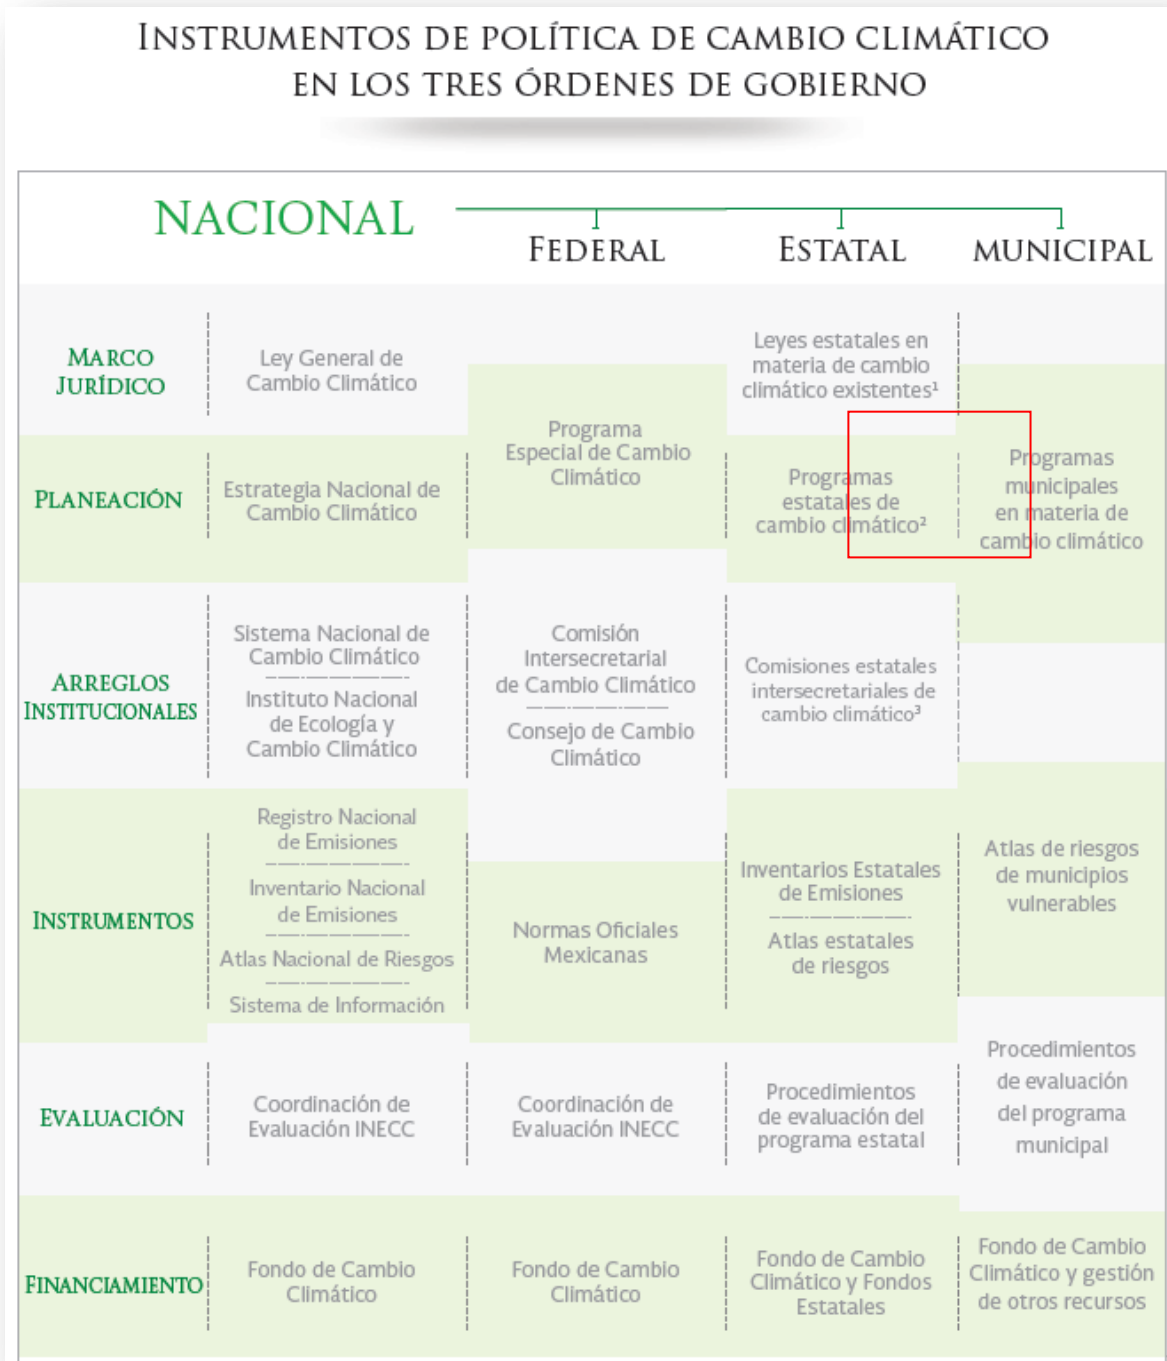 INSTRUMENTOS DE POLÍTICA DE CAMBIO CLIMÁTICO
EN LOS TRES ÓRDENES DE GOBIERNO
NACIONAL
FEDERAL
ESTATAL
MUNICIPAL
MARCO
JURÍDICO
Ley General de
Cambio Climático
Leyes estatales en
materia de cambio
climático existentes¹
PLANEACIÓN
Estrategia Nacional de
Cambio Climático
Programa
Especial de Cambio
Climático
Programas
estatales de
cambio climático²
Programas
municipales
en materia de
cambio climático
ARREGLOS
INSTITUCIONALES
Sistema Nacional de
Cambio Climático
Instituto Nacional
de Ecología y
Cambio Climático
Comisión
Intersecretarial
de Cambio Climático
Consejo de Cambio
Climático
Comisiones estatales
intersecretariales de
cambio climático³
INSTRUMENTOS
Registro Nacional
de Emisiones
Inventario Nacional
de Emisiones
Atlas Nacional de Riesgos
Sistema de Información
Normas Oficiales
Mexicanas
Inventarios Estatales
de Emisiones
Atlas estatales
de riesgos
Atlas de riesgos
de municipios
vulnerables
EVALUACIÓN
Coordinación de
Evaluación INECC
Coordinación de
Evaluación INECC
Procedimientos
de evaluación del
programa estatal
Procedimientos
de evaluación
del programa
municipal
FINANCIAMIENTO
Fondo de Cambio
Climático
Fondo de Cambio
Climático
Fondo de Cambio
Climático y Fondos
Estatales
Fondo de Cambio
Climático y gestión
de otros recursos